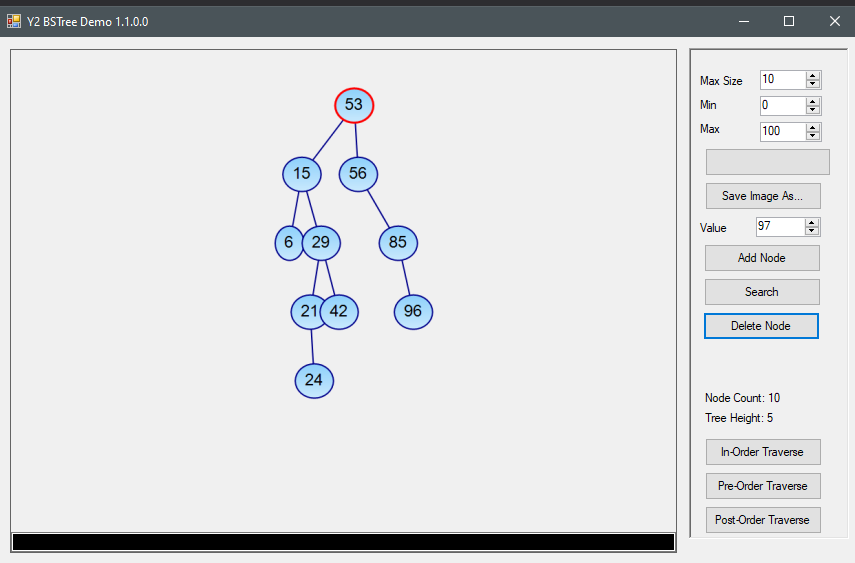 Y2 BSTree Demo 1.1.0.0
53
15 56
6 29 85
21 42 96
24
Max Size 10
Min 0
Max 100
Save Image As...
Value 97
Add Node
Search
Delete Node
Node Count: 10
Tree Height: 5
In-Order Traverse
Pre-Order Traverse
Post-Order Traverse